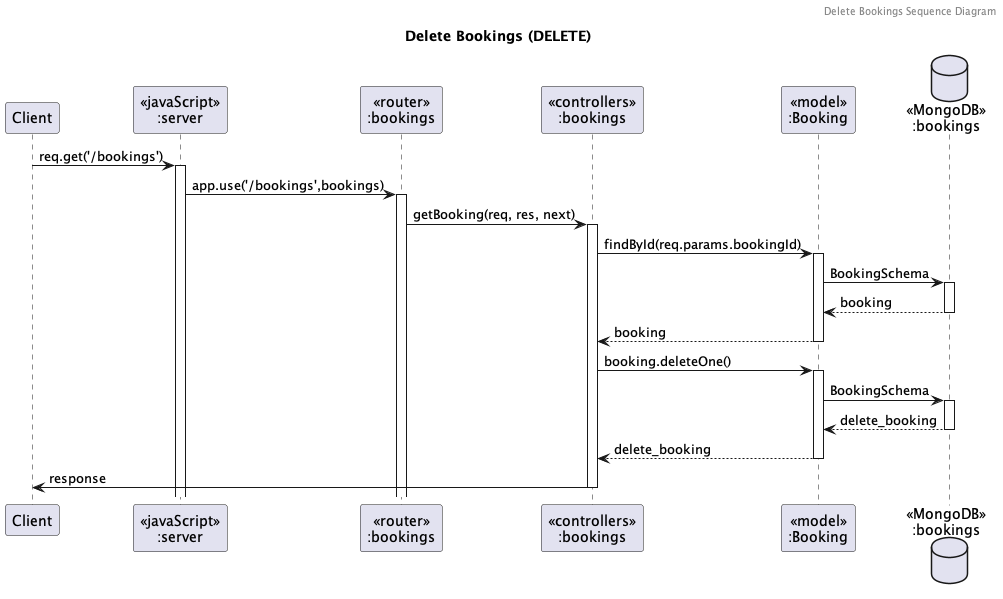 Delete Bookings Sequence Diagram
Delete Bookings (DELETE)
Client
«javaScript»
:server
«router»
:bookings
«controllers»
:bookings
«model»
:Booking
«MongoDB»
:bookings
req.get('/bookings')
app.use('/bookings',bookings)
getBooking(req, res, next)
findById(req.params.bookingId)
BookingSchema
booking
booking
booking.deleteOne()
BookingSchema
delete_booking
delete_booking
response
Client
«javaScript»
:server
«router»
:bookings
«controllers»
:bookings
«model»
:Booking
«MongoDB»
:bookings